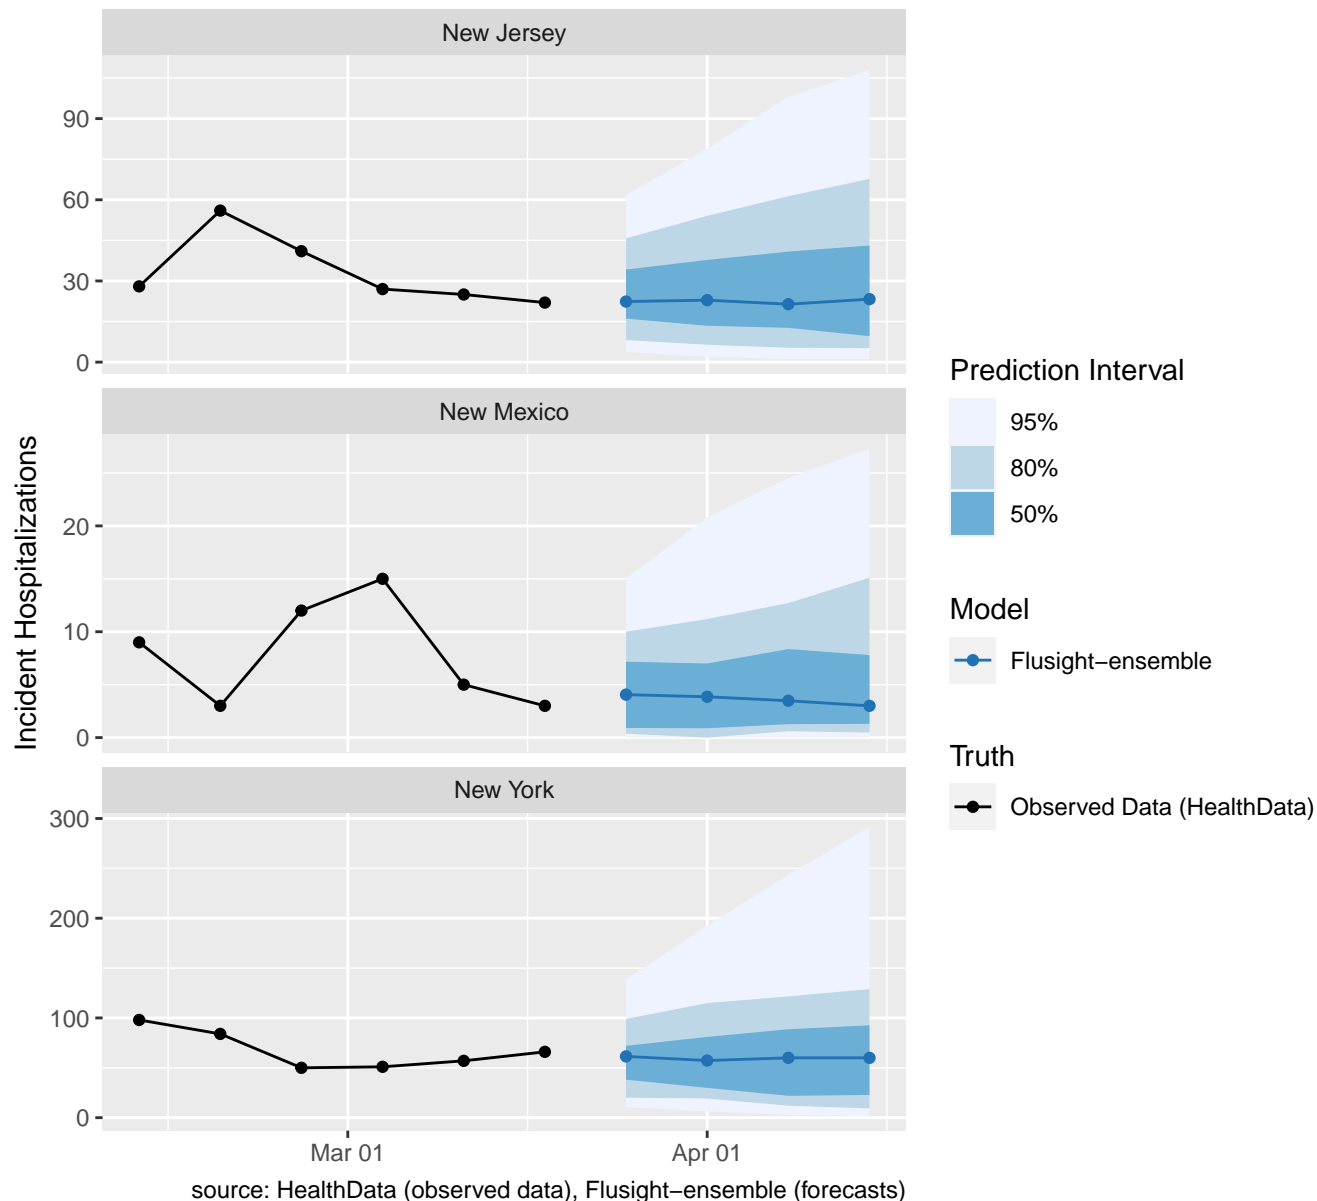 New Jersey
90
60
30
0
New Mexico
20
10
0
New York
300
200
100
0
Mar 01
Apr 01
Incident Hospitalizations
source: HealthData (observed data), Flusight−ensemble (forecasts)
Prediction Interval
95%
80%
50%
Model
Flusight−ensemble
Truth
Observed Data (HealthData)